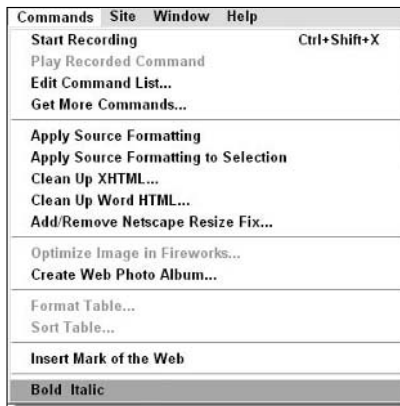 Commands Site Window Help
Start Recording Ctrl+Shift+X
Play Recorded Command
Edit Command List...
Get More Commands...
Apply Source Formatting
Apply Source Formatting to Selection
Clean Up XHTML...
Clean Up Word HTML...
Add/Remove Netscape Resize Fix...
Optimize Image in Fireworks...
Create Web Photo Album...
Format Table...
Sort Table...
Insert Mark of the Web
Bold Italic